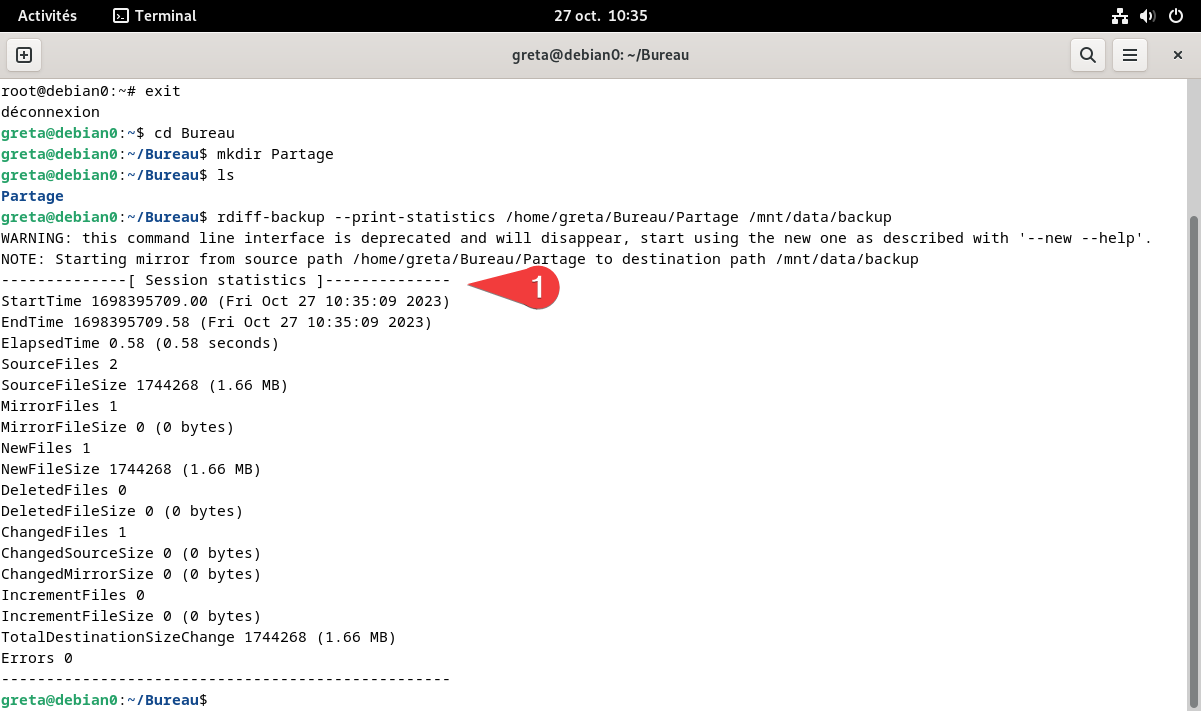 Activités Terminal 27 oct. 10:35
greta@debian0: ~/Bureau
root@debian0:~# exit
déconnexion
greta@debian0:~$ cd Bureau
greta@debian0:~/Bureau$ mkdir Partage
greta@debian0:~/Bureau$ ls
Partage
greta@debian0:~/Bureau$ rdiff-backup --print-statistics /home/greta/Bureau/Partage /mnt/data/backup
WARNING: this command line interface is deprecated and will disappear, start using the new one as described with '--new --help'.
NOTE: Starting mirror from source path /home/greta/Bureau/Partage to destination path /mnt/data/backup
--------------[ Session statistics ]--------------
1
StartTime 1698395709.00 (Fri Oct 27 10:35:09 2023)
EndTime 1698395709.58 (Fri Oct 27 10:35:09 2023)
ElapsedTime 0.58 (0.58 seconds)
SourceFiles 2
SourceFileSize 1744268 (1.66 MB)
MirrorFiles 1
MirrorFileSize 0 (0 bytes)
NewFiles 1
NewFileSize 1744268 (1.66 MB)
DeletedFiles 0
DeletedFileSize 0 (0 bytes)
ChangedFiles 1
ChangedSourceSize 0 (0 bytes)
ChangedMirrorSize 0 (0 bytes)
IncrementFiles 0
IncrementFileSize 0 (0 bytes)
TotalDestinationSizeChange 1744268 (1.66 MB)
Errors 0
--------------------------------------------------
greta@debian0:~/Bureau$